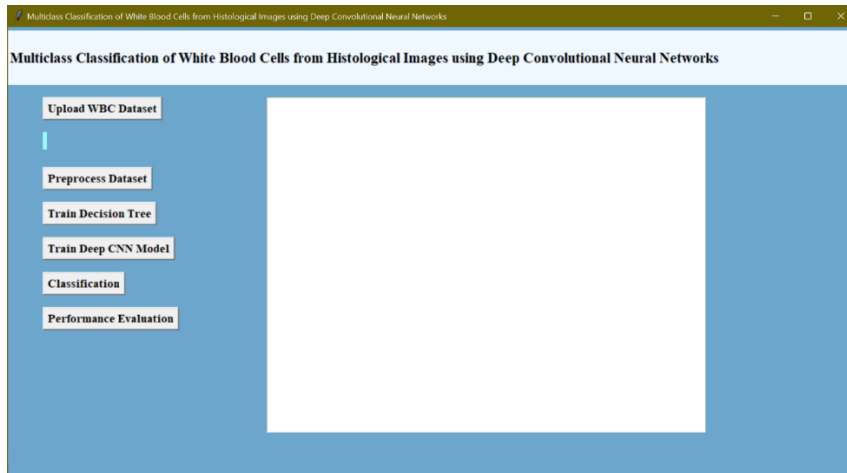 Multiclass Classification of White Blood Cells from Histological Images using Deep Convolutional Neural Networks
Multiclass Classification of White Blood Cells from Histological Images using Deep Convolutional Neural Networks
Upload WBC Dataset
Preprocess Dataset
Train Decision Tree
Train Deep CNN Model
Classification
Performance Evaluation